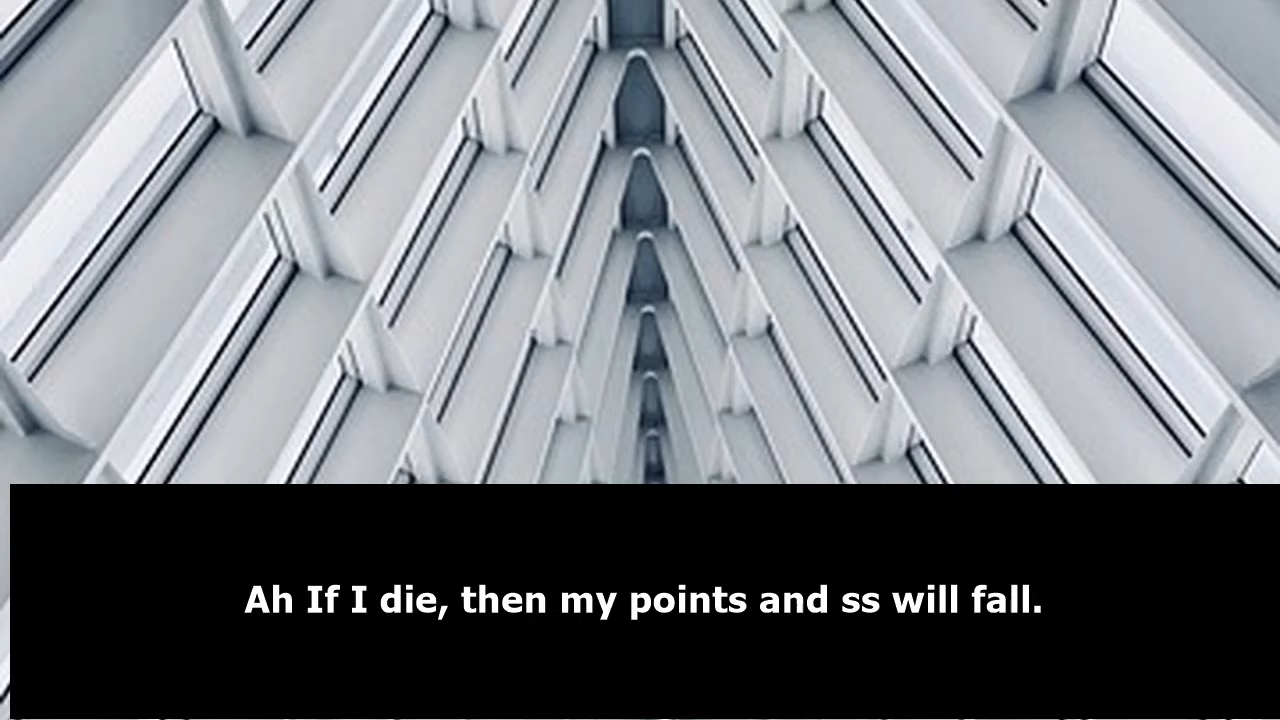 Ah If I die, then my points and ss will fall.